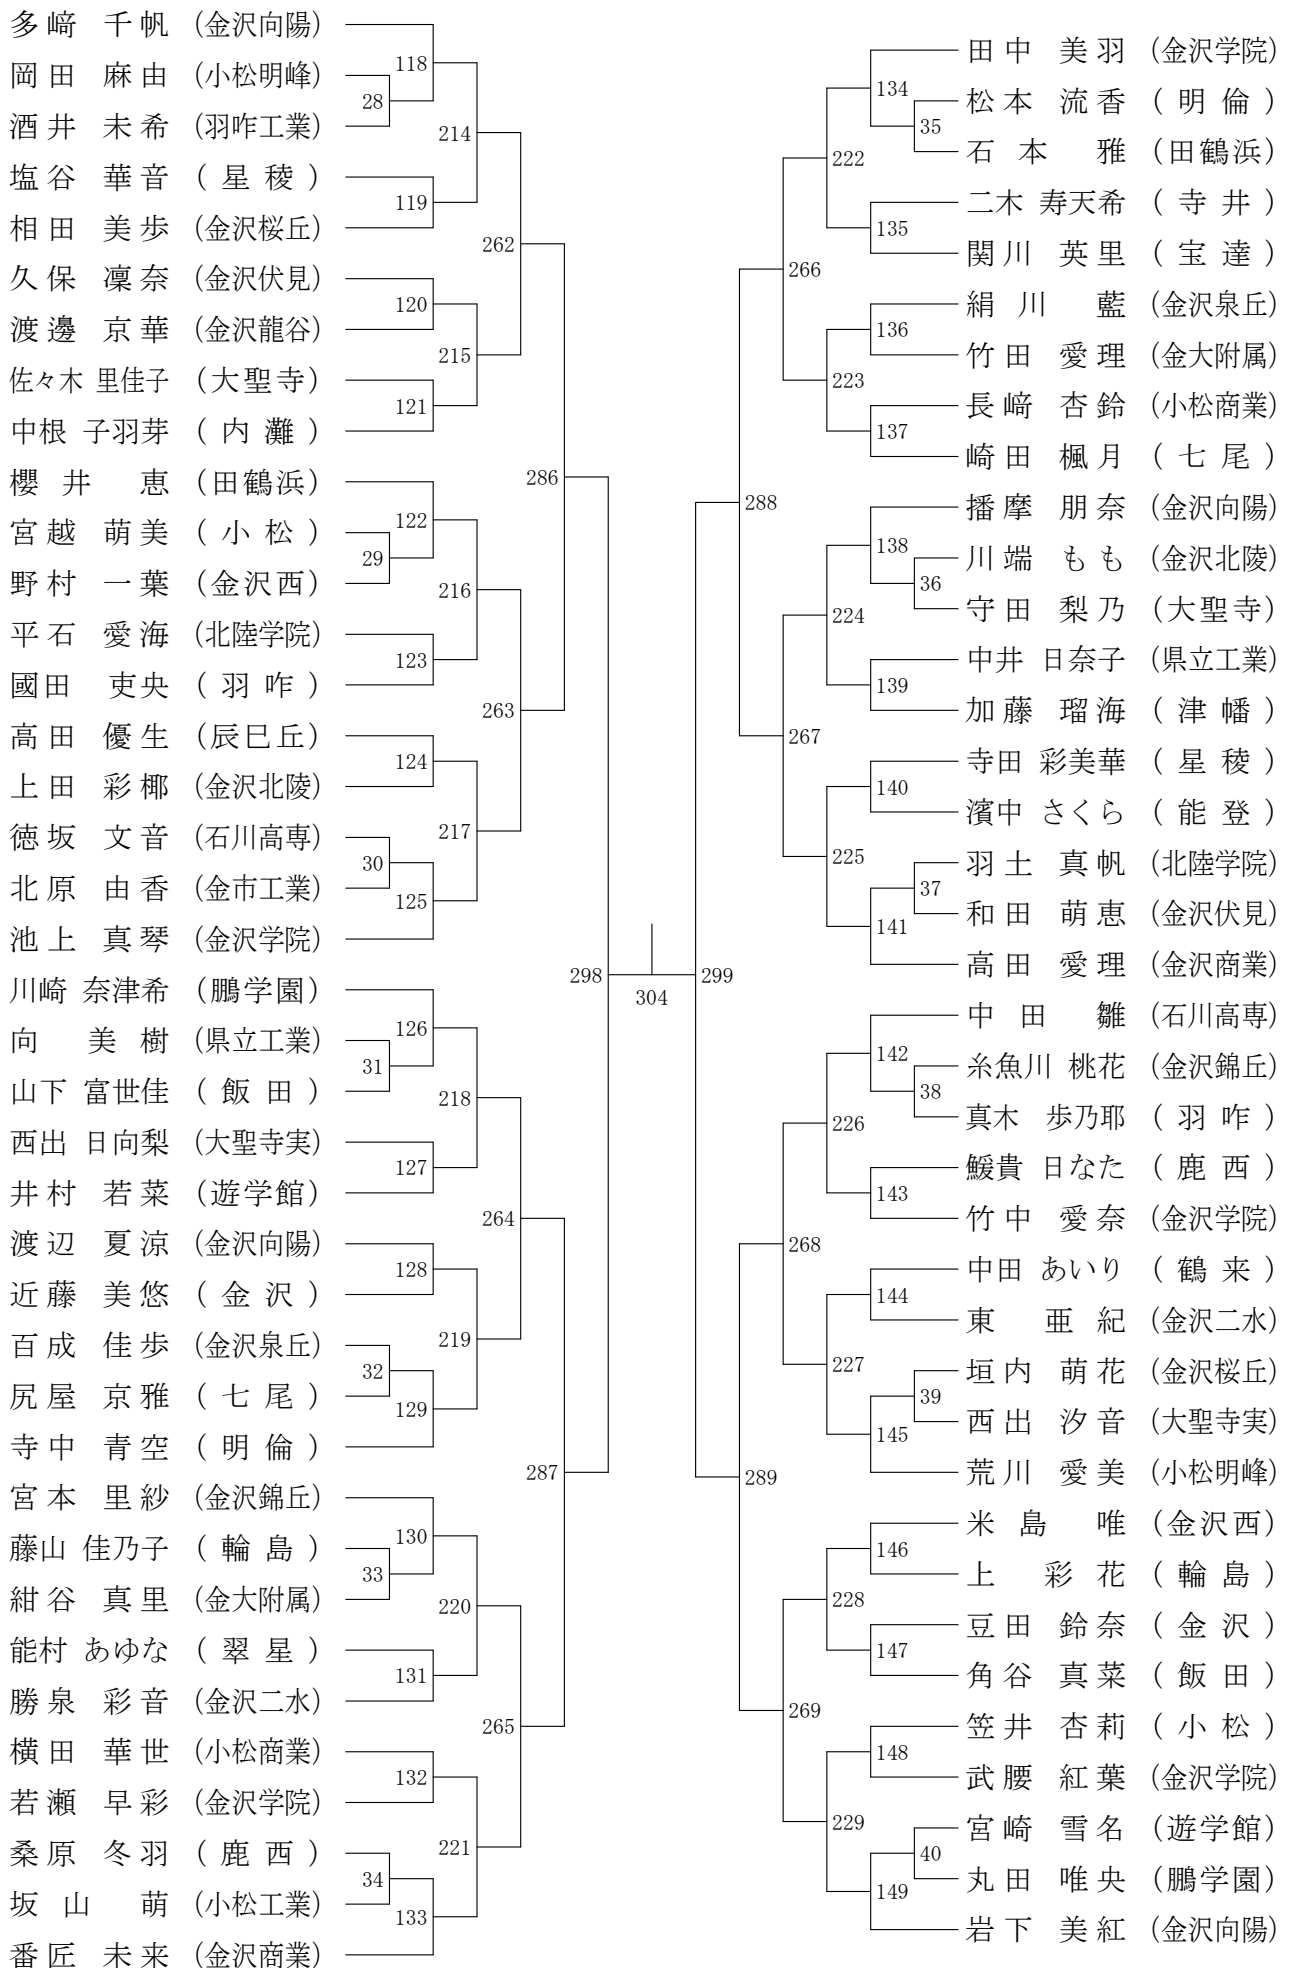 多﨑 千帆 (金沢向陽)
岡田 麻由 (小松明峰)
酒井 未希 (羽咋工業)
塩谷 華音 (星稜)
相田 美歩 (金沢桜丘)
久保 凜奈 (金沢伏見)
渡邊 京華 (金沢龍谷)
佐々木 里佳子 (大聖寺)
中根 子羽芽 (内灘)
櫻井 恵 (田鶴浜)
宮越 萌美 (小松)
野村 一葉 (金沢西)
平石 愛海 (北陸学院)
國田 吏央 (羽咋)
高田 優生 (辰巳丘)
上田 彩椰 (金沢北陵)
徳坂 文音 (石川高専)
北原 由香 (金市工業)
池上 真琴 (金沢学院)
川崎 奈津希 (鵬学園)
向 美樹 (県立工業)
山下 富世佳 (飯田)
西出 日向梨 (大聖寺実)
井村 若菜 (遊学館)
渡辺 夏涼 (金沢向陽)
近藤 美悠 (金沢)
百成 佳歩 (金沢泉丘)
尻屋 京雅 (七尾)
寺中 青空 (明倫)
宮本 里紗 (金沢錦丘)
藤山 佳乃子 (輪島)
紺谷 真里 (金大附属)
能村 あゆな (翠星)
勝泉 彩音 (金沢二水)
横田 華世 (小松商業)
若瀬 早彩 (金沢学院)
桑原 冬羽 (鹿西)
坂山 萌 (小松工業)
番匠 未来 (金沢商業)
28
29
30
31
32
33
34
118
119
120
121
122
123
124
125
126
127
128
129
130
131
132
133
214
215
216
217
218
219
220
221
262
263
264
265
286
287
298
304
299
288
289
266
267
268
269
222
223
224
225
226
227
228
229
134
135
136
137
138
139
140
141
142
143
144
145
146
147
148
149
35
36
37
38
39
40
田中 美羽 (金沢学院)
松本 流香 (明倫)
石本 雅 (田鶴浜)
二木 寿天希 (寺井)
関川 英里 (宝達)
絹川 藍 (金沢泉丘)
竹田 愛理 (金大附属)
長﨑 杏鈴 (小松商業)
崎田 楓月 (七尾)
播摩 朋奈 (金沢向陽)
川端 もも (金沢北陵)
守田 梨乃 (大聖寺)
中井 日奈子 (県立工業)
加藤 瑠海 (津幡)
寺田 彩美華 (星稜)
濱中 さくら (能登)
羽土 真帆 (北陸学院)
和田 萌恵 (金沢伏見)
高田 愛理 (金沢商業)
中田 雛 (石川高専)
糸魚川 桃花 (金沢錦丘)
真木 歩乃耶 (羽咋)
鰀貴 日なた (鹿西)
竹中 愛奈 (金沢学院)
中田 あいり (鶴来)
東 亜紀 (金沢二水)
垣内 萌花 (金沢桜丘)
西出 汐音 (大聖寺実)
荒川 愛美 (小松明峰)
米島 唯 (金沢西)
上 彩花 (輪島)
豆田 鈴奈 (金沢)
角谷 真菜 (飯田)
笠井 杏莉 (小松)
武腰 紅葉 (金沢学院)
宮崎 雪名 (遊学館)
丸田 唯央 (鵬学園)
岩下 美紅 (金沢向陽)